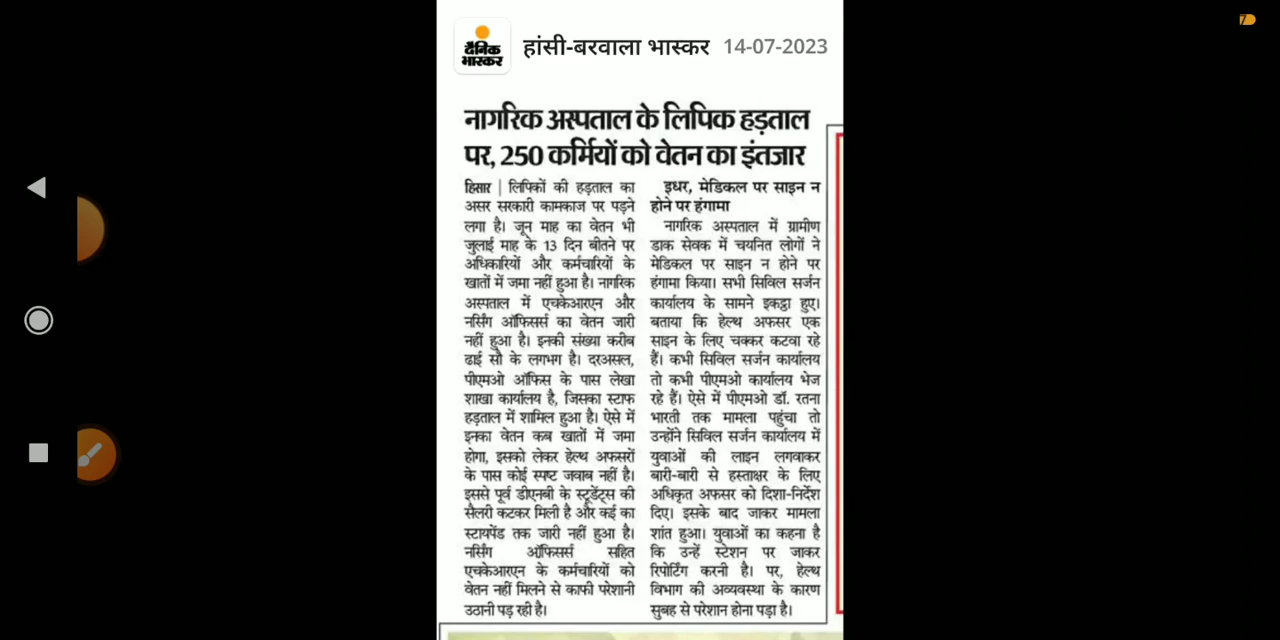 दैनिक
भास्कर
हांसी-बरवाला भास्कर 14-07-2023
नागरिक अस्पताल के लिपिक हड़ताल
पर, 250 कर्मियों को वेतन का इंतजार
हिसार | लिपिकों की हड़ताल का
असर सरकारी कामकाज पर पड़ने
लगा है। जून माह का वेतन भी
जुलाई माह के 13 दिन बीतने पर
अधिकारियों और कर्मचारियों के
खातों में जमा नहीं हुआ है। नागरिक
अस्पताल में एचकेआरएन और
नर्सिंग ऑफिसर्स का वेतन जारी
नहीं हुआ है। इनकी संख्या करीब
ढाई सौ के लगभग है। दरअसल,
पीएमओ ऑफिस के पास लेखा
शाखा कार्यालय है, जिसका स्टाफ
हड़ताल में शामिल हुआ है। ऐसे में
इनका वेतन कब खातों में जमा
होगा, इसको लेकर हेल्थ अफसरों
के पास कोई स्पष्ट जवाब नहीं है।
इससे पूर्व डीएनबी के स्टूडेंट्स की
सैलरी कटकर मिली है और कई का
स्टायपेंड तक जारी नहीं हुआ है।
नर्सिंग ऑफिसर्स सहित
एचकेआरएन के कर्मचारियों को
वेतन नहीं मिलने से काफी परेशानी
उठानी पड़ रही है।
इधर, मेडिकल पर साइन न
होने पर हंगामा
नागरिक अस्पताल में ग्रामीण
डाक सेवक में चयनित लोगों ने
मेडिकल पर साइन न होने पर
हंगामा किया। सभी सिविल सर्जन
कार्यालय के सामने इकट्ठा हुए।
बताया कि हेल्थ अफसर एक
साइन के लिए चक्कर कटवा रहे
हैं। कभी सिविल सर्जन कार्यालय
तो कभी पीएमओ कार्यालय भेज
रहे हैं। ऐसे में पीएमओ डॉ. रतना
भारती तक मामला पहुंचा तो
उन्होंने सिविल सर्जन कार्यालय में
युवाओं की लाइन लगवाकर
बारी-बारी से हस्ताक्षर के लिए
अधिकृत अफसर को दिशा-निर्देश
दिए। इसके बाद जाकर मामला
शांत हुआ। युवाओं का कहना है
कि उन्हें स्टेशन पर जाकर
रिपोर्टिंग करनी है। पर, हेल्थ
विभाग की अव्यवस्था के कारण
सुबह से परेशान होना पड़ा है।